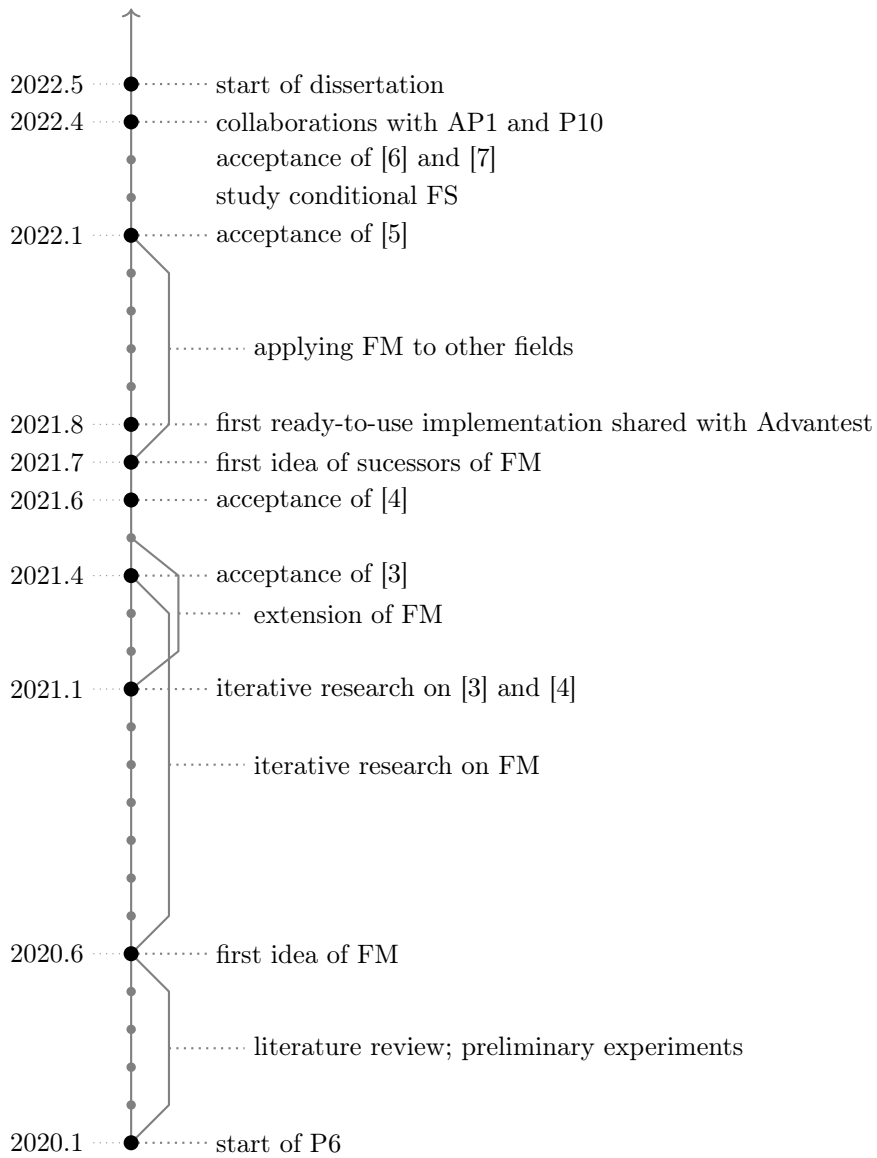 2022.5 start of dissertation
2022.4 collaborations with AP1 and P10
acceptance of [6] and [7]
study conditional FS
2022.1 acceptance of [5]
applying FM to other fields
2021.8 first ready-to-use implementation shared with Advantest
2021.7 first idea of sucessors of FM
2021.6 acceptance of [4]
2021.4 acceptance of [3]
extension of FM
2021.1 iterative research on [3] and [4]
iterative research on FM
2020.6 first idea of FM
literature review; preliminary experiments
2020.1 start of P6